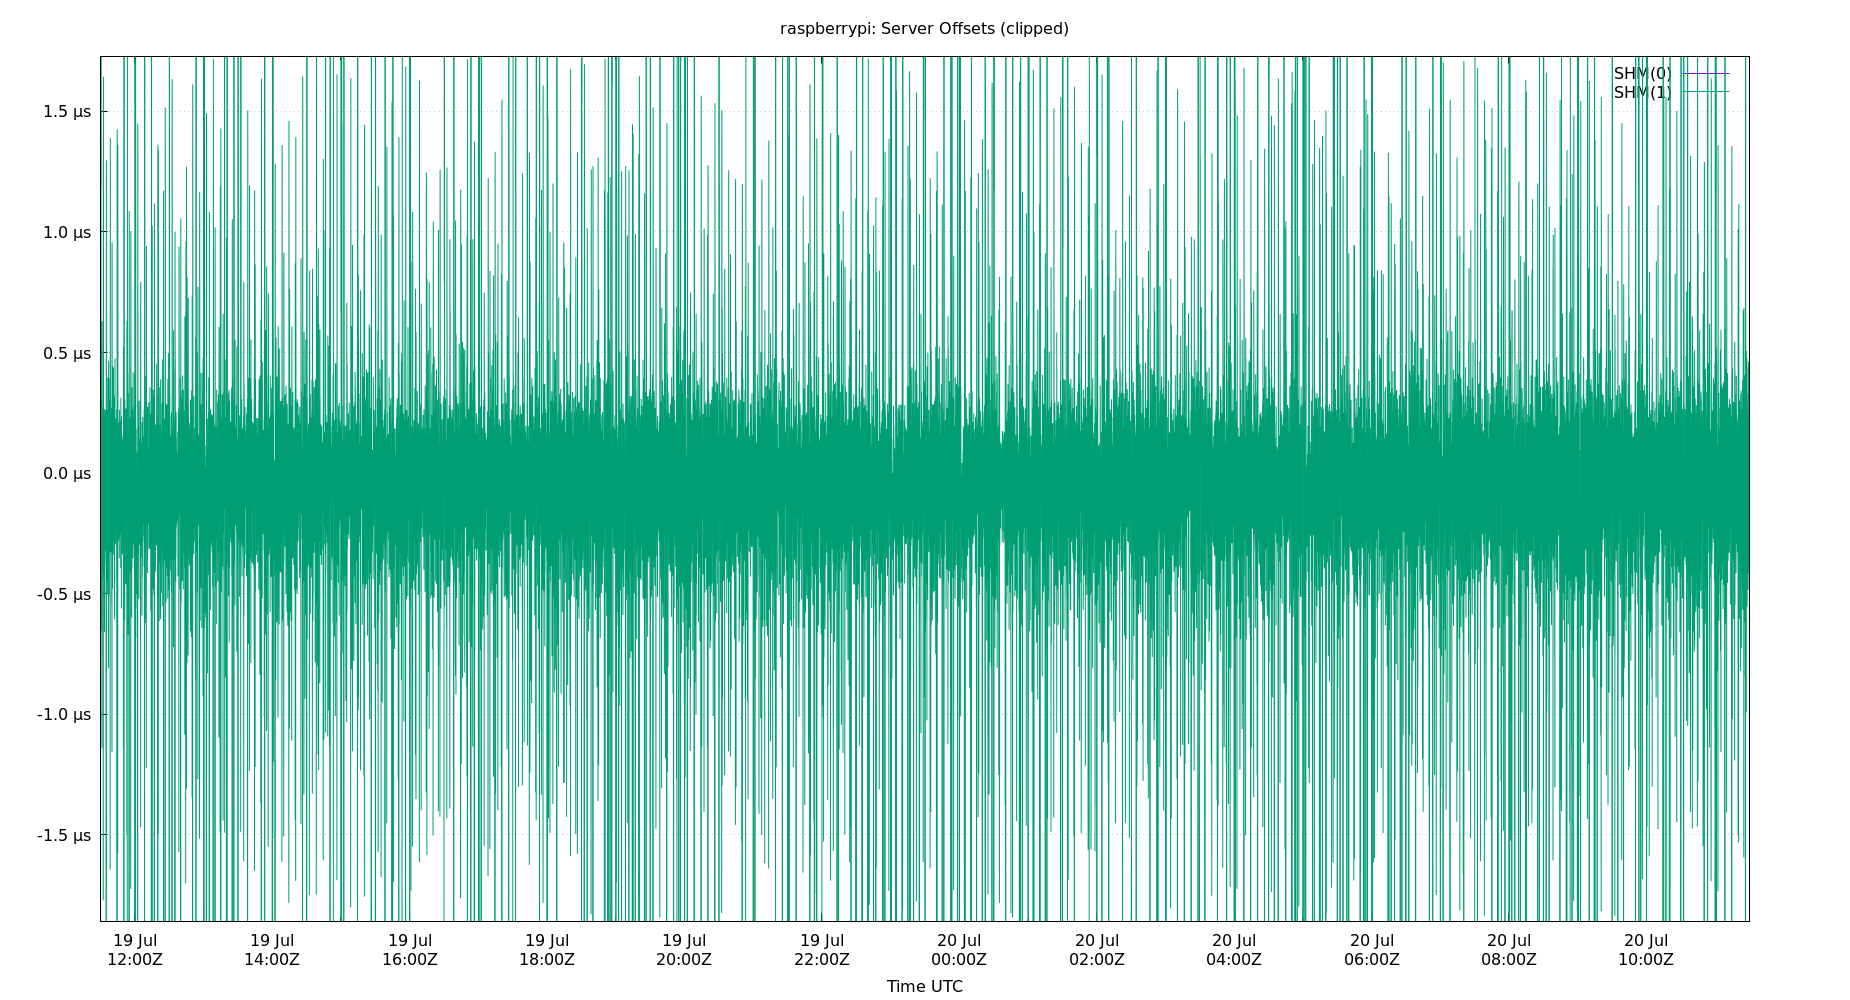 raspberrypi: Server Offsets (clipped)
SHM(0)
SHM(1)
1.5 µs
1.0 µs
0.5 µs
0.0 µs
-0.5 µs
-1.0 µs
-1.5 µs
19 Jul 19 Jul 19 Jul 19 Jul 19 Jul 19 Jul 20 Jul 20 Jul 20 Jul 20 Jul 20 Jul 20 Jul
12:00Z 14:00Z 16:00Z 18:00Z 20:00Z 22:00Z 00:00Z 02:00Z 04:00Z 06:00Z 08:00Z 10:00Z
Time UTC